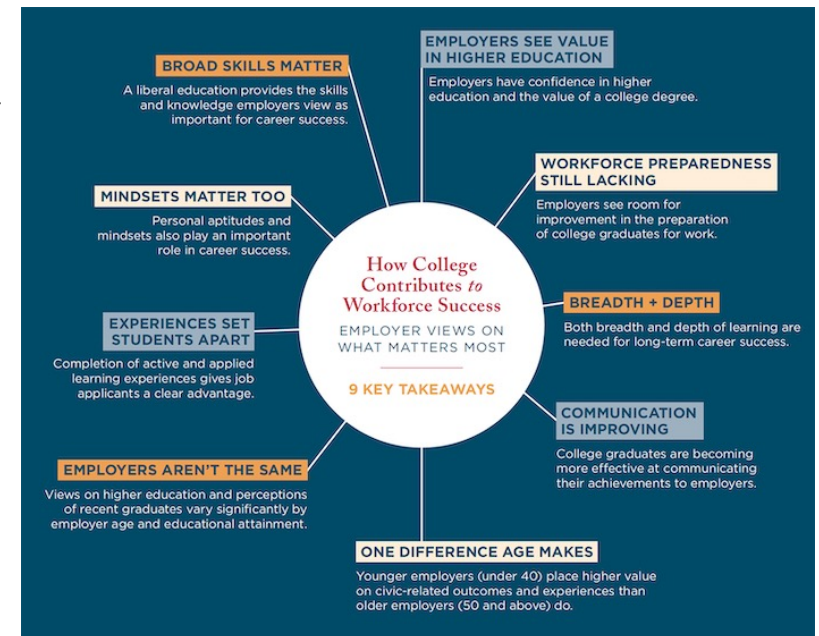 How College
Contributes to
Workforce Success
EMPLOYER VIEWS ON
WHAT MATTERS MOST
9 KEY TAKEAWAYS
EMPLOYERS SEE VALUE
IN HIGHER EDUCATION
Employers have confidence in higher
education and the value of a college degree.
WORKFORCE PREPAREDNESS
STILL LACKING
Employers see room for
improvement in the preparation
of college graduates for work.
BREADTH + DEPTH
Both breadth and depth of learning are
needed for long-term career success.
COMMUNICATION
IS IMPROVING
College graduates are becoming
more effective at communicating
their achievements to employers.
ONE DIFFERENCE AGE MAKES
Younger employers (under 40) place higher value
on civic-related outcomes and experiences than
older employers (50 and above) do.
EMPLOYERS AREN'T THE SAME
Views on higher education and perceptions
of recent graduates vary significantly by
employer age and educational attainment.
EXPERIENCES SET
STUDENTS APART
Completion of active and applied
learning experiences gives job
applicants a clear advantage.
MINDSETS MATTER TOO
Personal aptitudes and
mindsets also play an important
role in career success.
BROAD SKILLS MATTER
A liberal education provides the skills
and knowledge employers view as
important for career success.